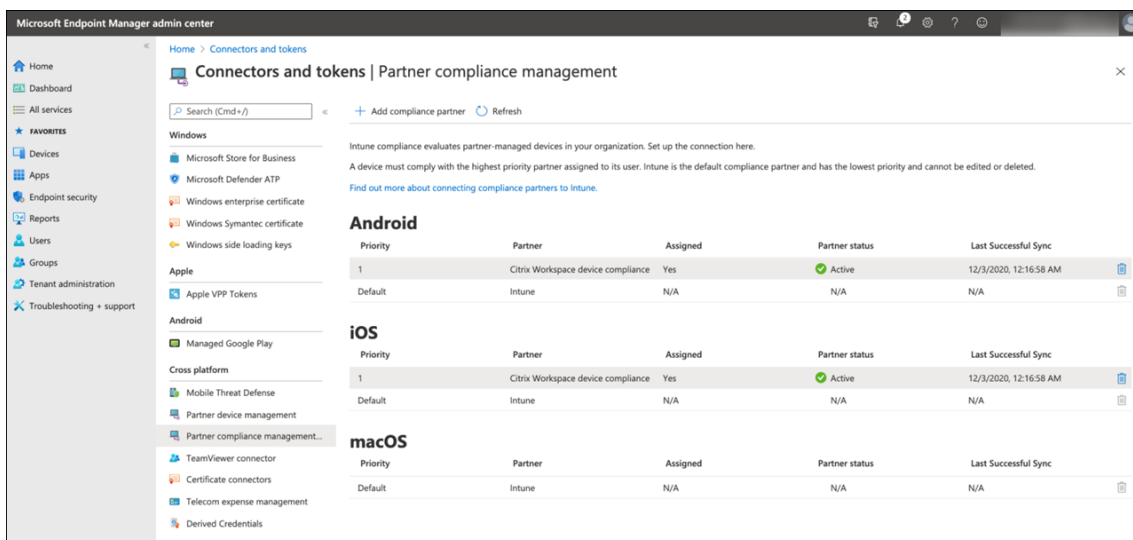 Microsoft Endpoint Manager admin center
2
«
Home
Dashboard
All services
FAVORITES
Devices
Apps
Endpoint security
Reports
Users
Groups
Tenant administration
Troubleshooting + support
Home > Connectors and tokens
Connectors and tokens | Partner compliance management
Search (Cmd+/)
«
Windows
Microsoft Store for Business
Microsoft Defender ATP
Windows enterprise certificate
Windows Symantec certificate
Windows side loading keys
Apple
Apple VPP Tokens
Android
Managed Google Play
Cross platform
Mobile Threat Defense
Partner device management
Partner compliance management...
TeamViewer connector
Certificate connectors
Telecom expense management
Derived Credentials
+ Add compliance partner Refresh
Intune compliance evaluates partner-managed devices in your organization. Set up the connection here.
A device must comply with the highest priority partner assigned to its user. Intune is the default compliance partner and has the lowest priority and cannot be edited or deleted.
Find out more about connecting compliance partners to Intune.
Android
Priority Partner Assigned Partner status Last Successful Sync
1 Citrix Workspace device compliance Yes Active 12/3/2020, 12:16:58 AM
Default Intune N/A N/A N/A
iOS
Priority Partner Assigned Partner status Last Successful Sync
1 Citrix Workspace device compliance Yes Active 12/3/2020, 12:16:58 AM
Default Intune N/A N/A N/A
macOS
Priority Partner Assigned Partner status Last Successful Sync
Default Intune N/A N/A N/A